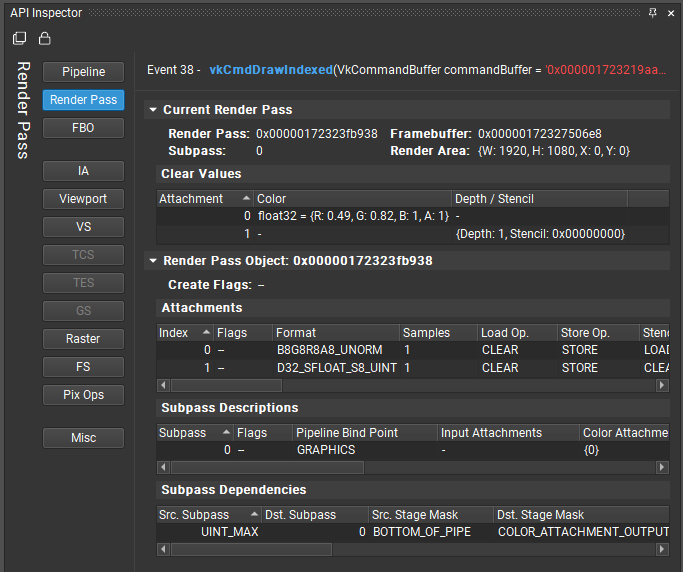 API Inspector
Render Pass
Pipeline
Render Pass
FBO
IA
Viewport
VS
TCS
TES
GS
Raster
FS
Pix Ops
Misc
Event 38 - vkCmdDrawIndexed(VkCommandBuffer commandBuffer = '0x000001723219aa...
Current Render Pass
Render Pass: 0x00000172323fb938 Framebuffer: 0x00000172327506e8
Subpass: 0 Render Area: {W: 1920, H: 1080, X: 0, Y: 0}
Clear Values
Attachment Color Depth / Stencil
0 float32 = {R: 0.49, G: 0.82, B: 1, A: 1} -
1 - {Depth: 1, Stencil: 0x00000000}
Render Pass Object: 0x00000172323fb938
Create Flags: --
Attachments
Index Flags Format Samples Load Op. Store Op. Stenc
0 -- B8G8R8A8_UNORM 1 CLEAR STORE LOAD
1 -- D32_SFLOAT_S8_UINT 1 CLEAR STORE CLEA
Subpass Descriptions
Subpass Flags Pipeline Bind Point Input Attachments Color Attachme
0 -- GRAPHICS - {0}
Subpass Dependencies
Src. Subpass Dst. Subpass Src. Stage Mask Dst. Stage Mask
UINT_MAX 0 BOTTOM_OF_PIPE COLOR_ATTACHMENT_OUTPUT